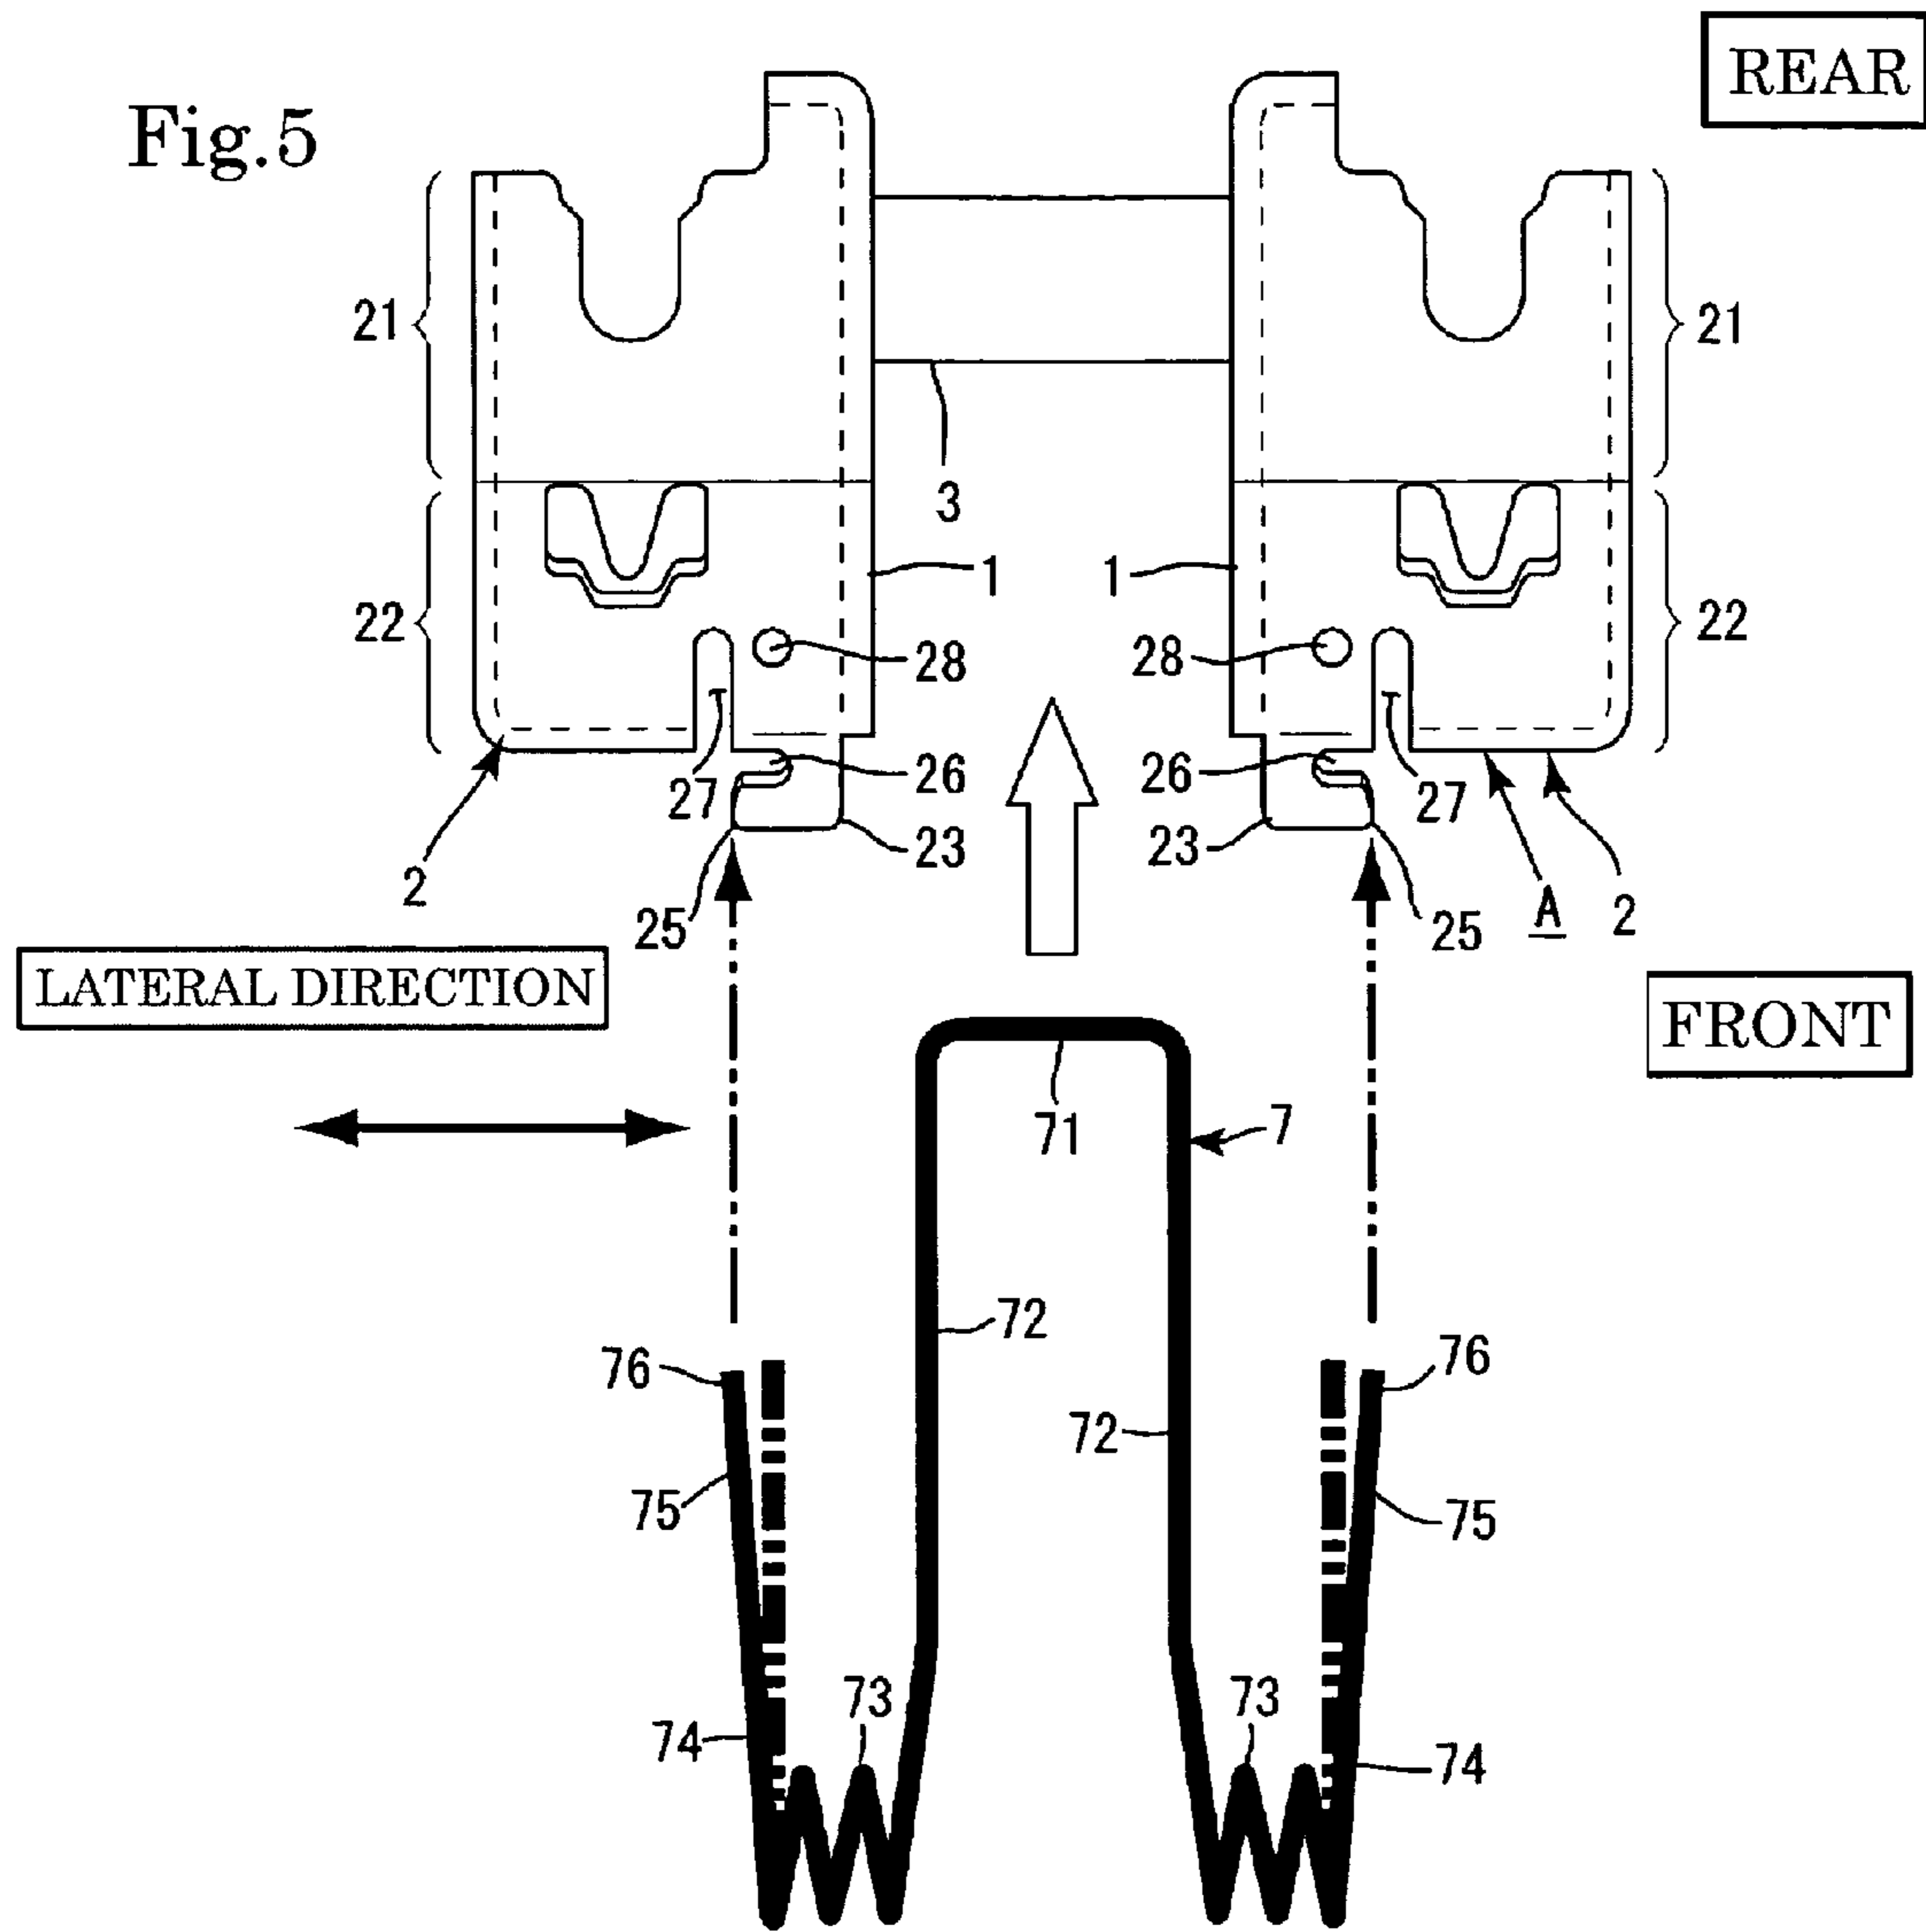 REAR
Fig.5
21 21
3
1 1
22 22
28 28
27 26 26 27
23 23
2 25 25 A 2
LATERAL DIRECTION
FRONT
71 7
72
76 76
72
75 75
73 73
74 74